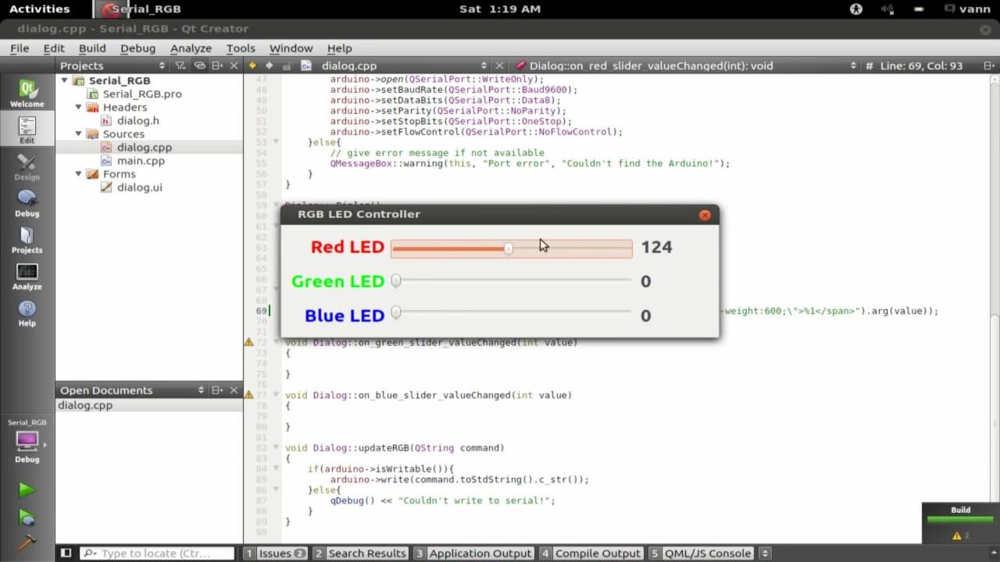 Activities Serial_RGB Sat 1:19 AM vann
dialog.cpp - Serial_RGB - Qt Creator
File Edit Build Debug Analyze Tools Window Help
Projects dialog.cpp Dialog::on_red_slider_valueChanged(int): void # Line: 69, Col: 93
Welcome
Edit
Design
Debug
Projects
Analyze
Help
Serial_RGB
Debug
Serial_RGB
Serial_RGB.pro
Headers
dialog.h
Sources
dialog.cpp
main.cpp
Forms
dialog.ui
Open Documents
dialog.cpp
47 arduino->open(QSerialPort::WriteOnly);
48 arduino->setBaudRate(QSerialPort::Baud9600);
49 arduino->setDataBits(QSerialPort::Data8);
50 arduino->setParity(QSerialPort::NoParity);
51 arduino->setStopBits(QSerialPort::OneStop);
52 arduino->setFlowControl(QSerialPort::NoFlowControl);
53 }else{
54 // give error message if not available
55 QMessageBox::warning(this, "Port error", "Couldn't find the Arduino!");
56 }
57 }
58
59
60
61
62
63
64
65
66
67
68
69 -weight:600;\">%1</span>").arg(value));
70
71
72 void Dialog::on_green_slider_valueChanged(int value)
73 {
74
75 }
76
77 void Dialog::on_blue_slider_valueChanged(int value)
78 {
79
80 }
81
82 void Dialog::updateRGB(QString command)
83 {
84 if(arduino->isWritable()){
85 arduino->write(command.toStdString().c_str());
86 }else{
87 qDebug() << "Couldn't write to serial!";
88 }
89 }
90
RGB LED Controller
Red LED 124
Green LED 0
Blue LED 0
Build
2
Type to locate (Ctr... 1 Issues 2 2 Search Results 3 Application Output 4 Compile Output 5 QML/JS Console